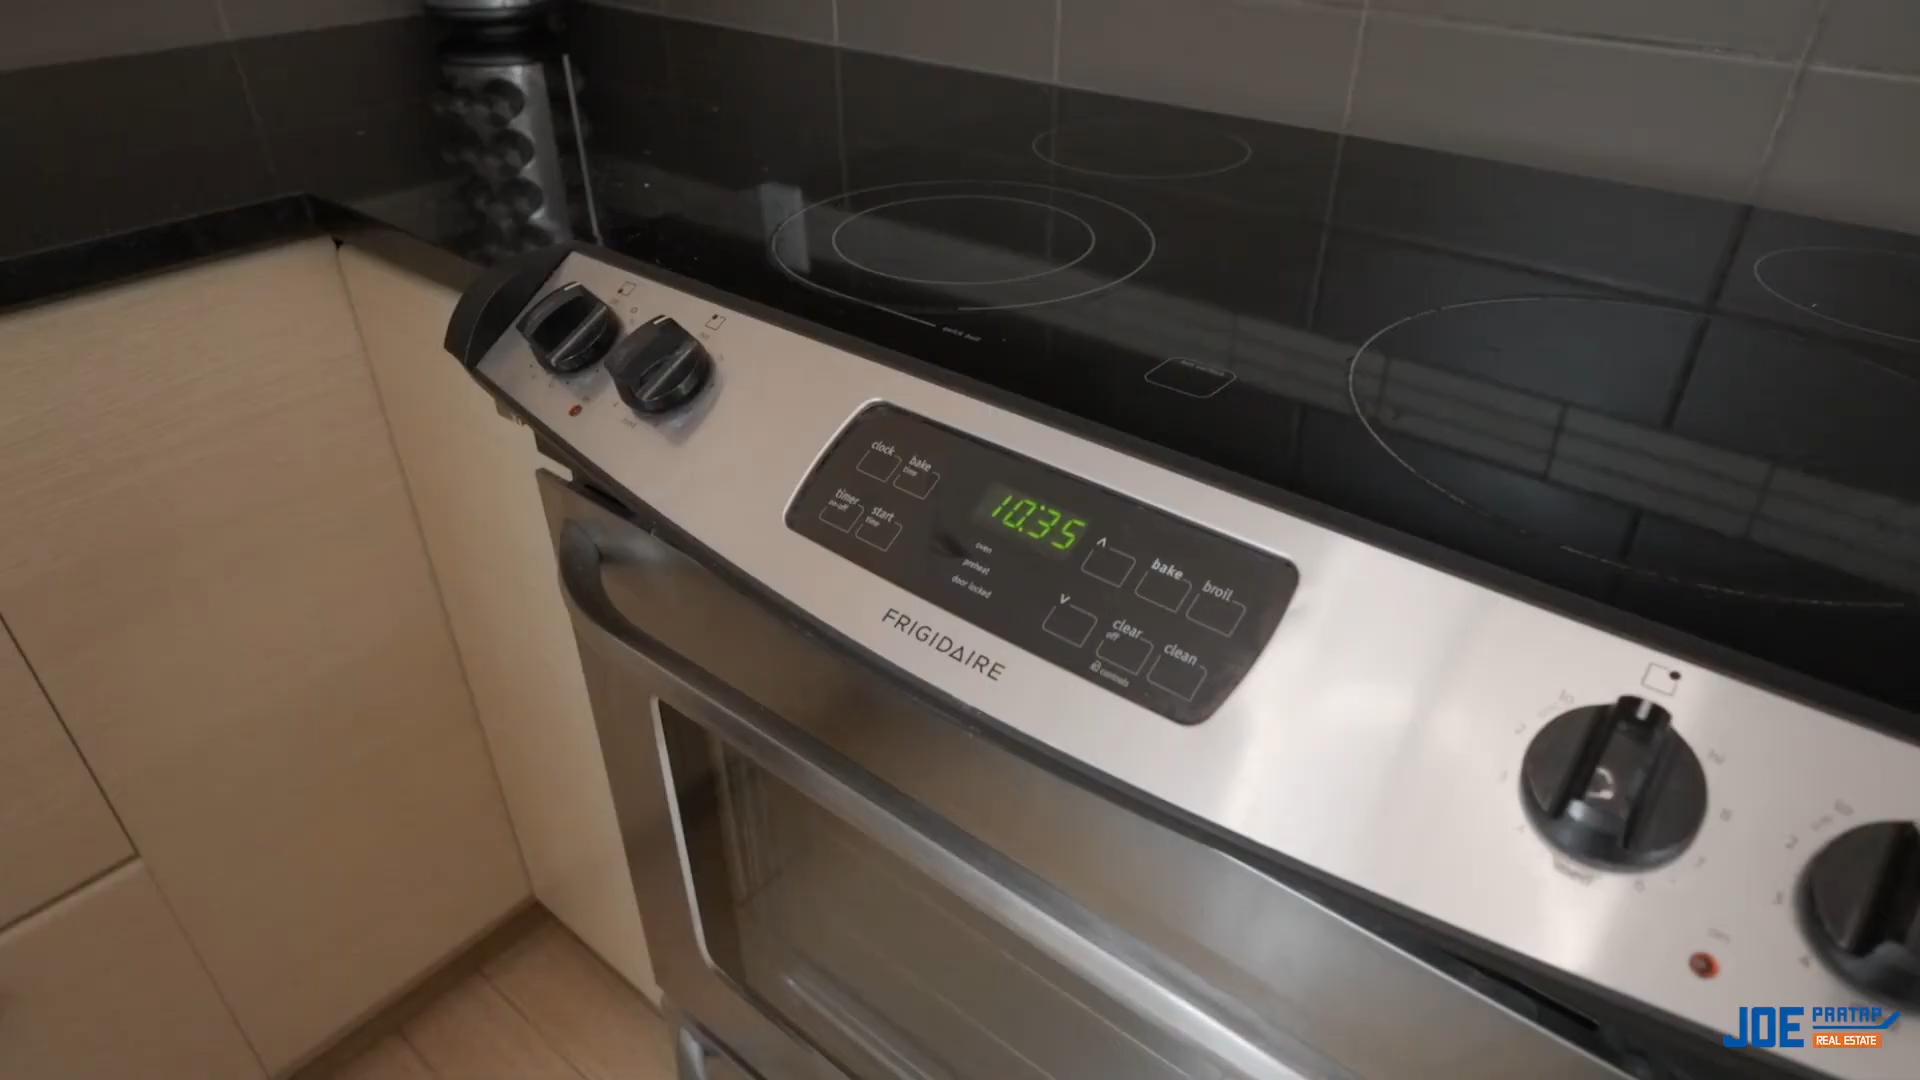 clock
bake
time
timer
on-off
start
time
10:35
oven
preheat
door locked
bake
broil
clear
off
clean
controls
FRIGIDAIRE
JOE
PRATAP
REAL ESTATE